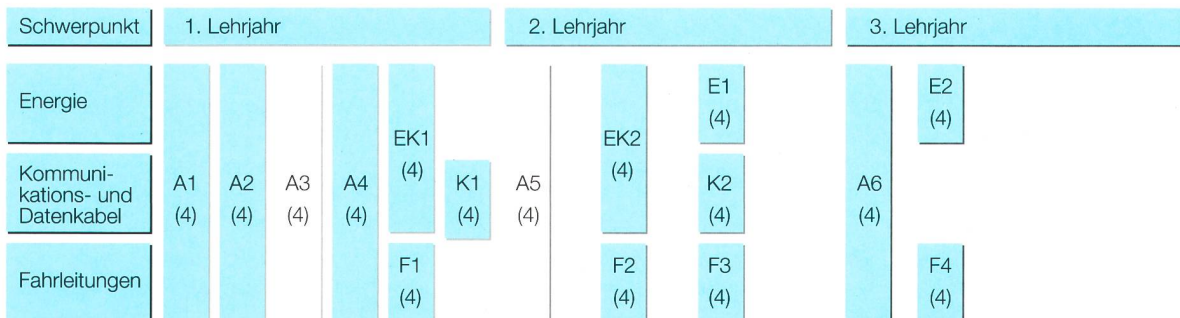 Schwerpunkt
1. Lehrjahr
2. Lehrjahr
3. Lehrjahr
Energie
Kommuni-
kations- und
Datenkabel
Fahrleitungen
A1
(4)
A2
(4)
A3
(4)
A4
(4)
EK1
(4)
F1
(4)
K1
(4)
A5
(4)
EK2
(4)
F2
(4)
E1
(4)
K2
(4)
F3
(4)
A6
(4)
E2
(4)
F4
(4)